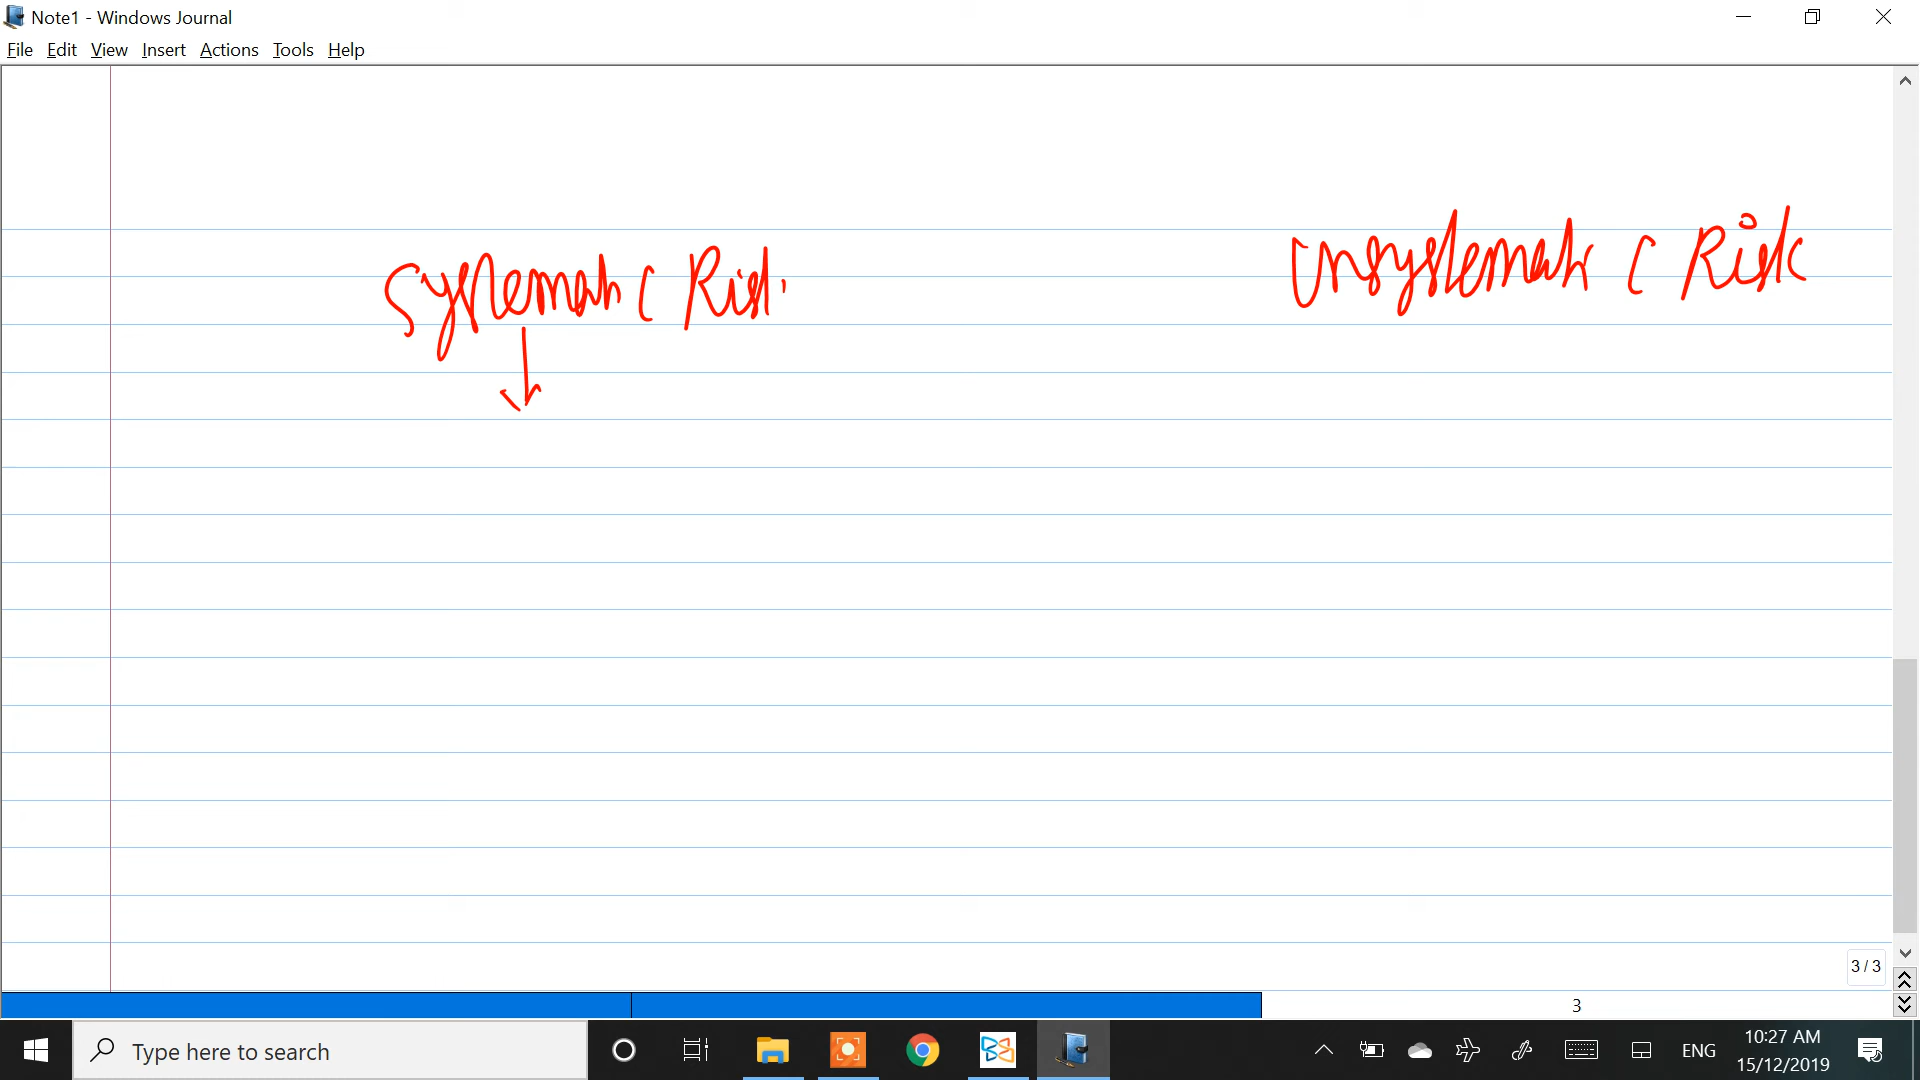 Note1 - Windows Journal
File Edit View Insert Actions Tools Help
Systematic Risk
Unsystematic Risk
3 / 3
3
Type here to search
ENG
10:27 AM
15/12/2019